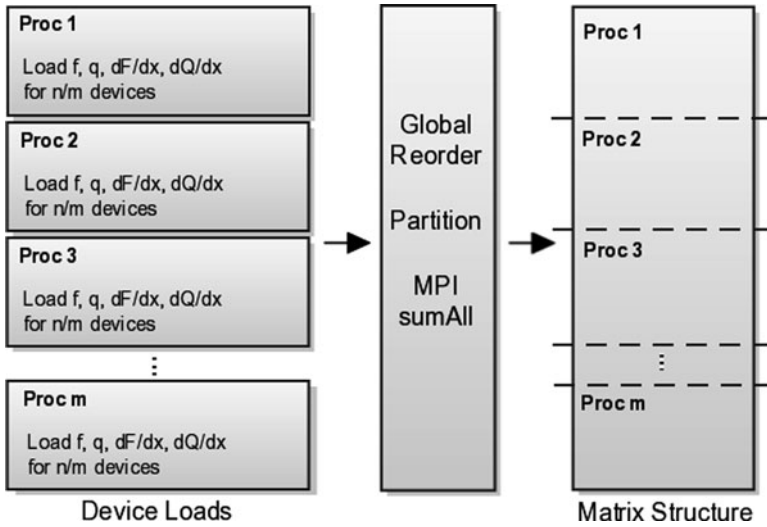 Proc 1
Load f, q, dF/dx, dQ/dx
for n/m devices
Proc 2
Load f, q, dF/dx, dQ/dx
for n/m devices
Proc 3
Load f, q, dF/dx, dQ/dx
for n/m devices
Proc m
Load f, q, dF/dx, dQ/dx
for n/m devices
Device Loads
Global
Reorder
Partition
MPI
sumAll
Proc 1
Proc 2
Proc 3
Proc m
Matrix Structure